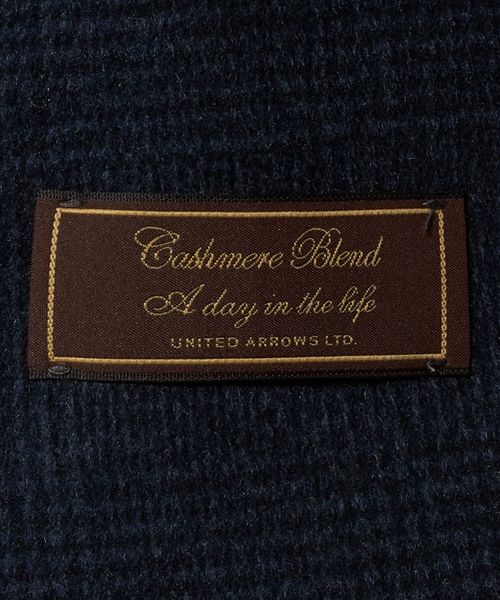 Cashmere Blend
A day in the life
UNITED ARROWS LTD.